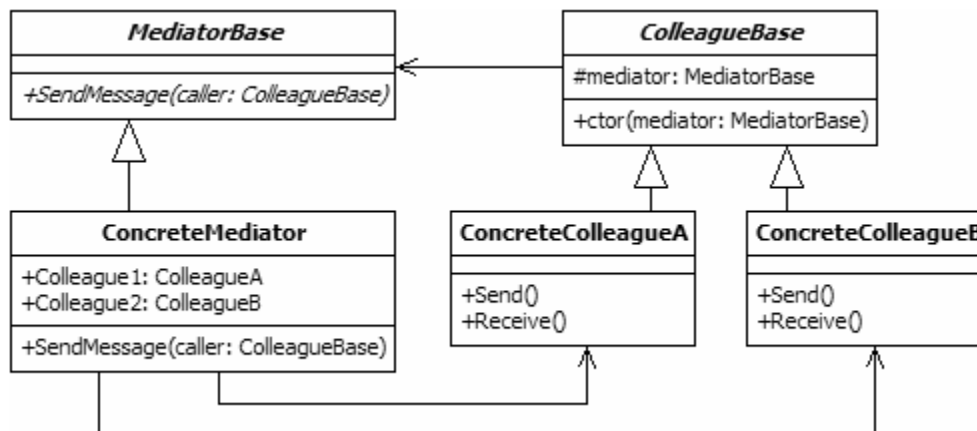 MediatorBase
+SendMessage(caller: ColleagueBase)
ColleagueBase
#mediator: MediatorBase
+ctor(mediator: MediatorBase)
ConcreteMediator
+Colleague1: ColleagueA
+Colleague2: ColleagueB
+SendMessage(caller: ColleagueBase)
ConcreteColleagueA
+Send()
+Receive()
ConcreteColleagueB
+Send()
+Receive()